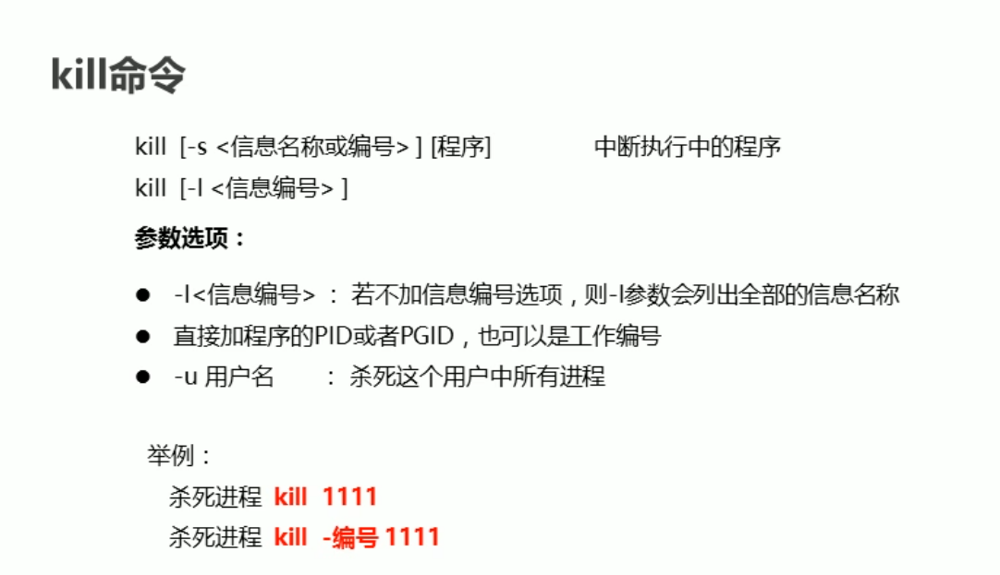 kill命令
kill [-s <信息名称或编号> ] [程序] 中断执行中的程序
kill [-l <信息编号> ]
参数选项：
● -l<信息编号> ： 若不加信息编号选项，则-l参数会列出全部的信息名称
● 直接加程序的PID或者PGID，也可以是工作编号
● -u 用户名 ： 杀死这个用户中所有进程
举例：
杀死进程 kill 1111
杀死进程 kill -编号 1111